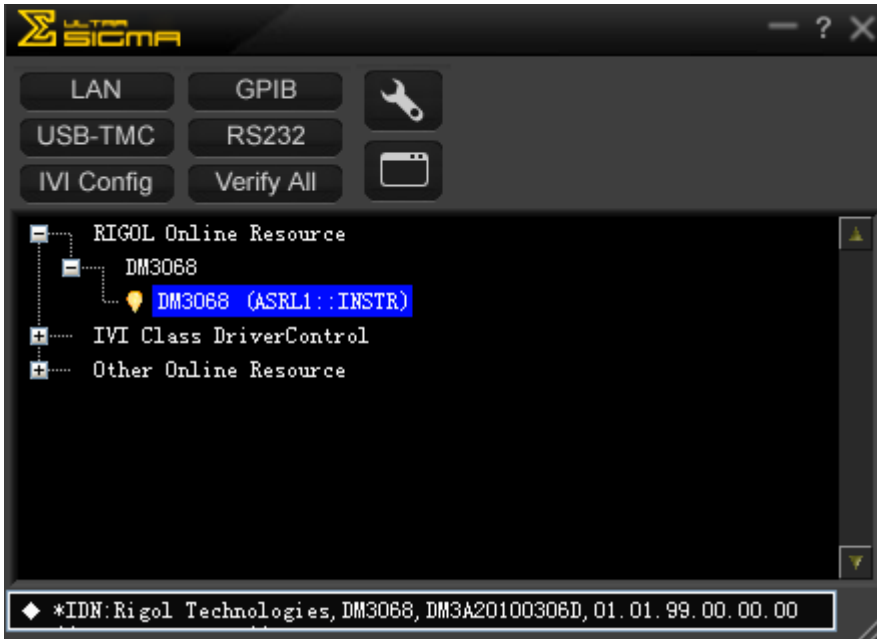 ULTRA
SIGMA
?
LAN GPIB
USB-TMC RS232
IVI Config Verify All
RIGOL Online Resource
DM3068
DM3068 (ASRL1::INSTR)
IVI Class DriverControl
Other Online Resource
*IDN:Rigol Technologies,DM3068,DM3A20100306D,01.01.99.00.00.00